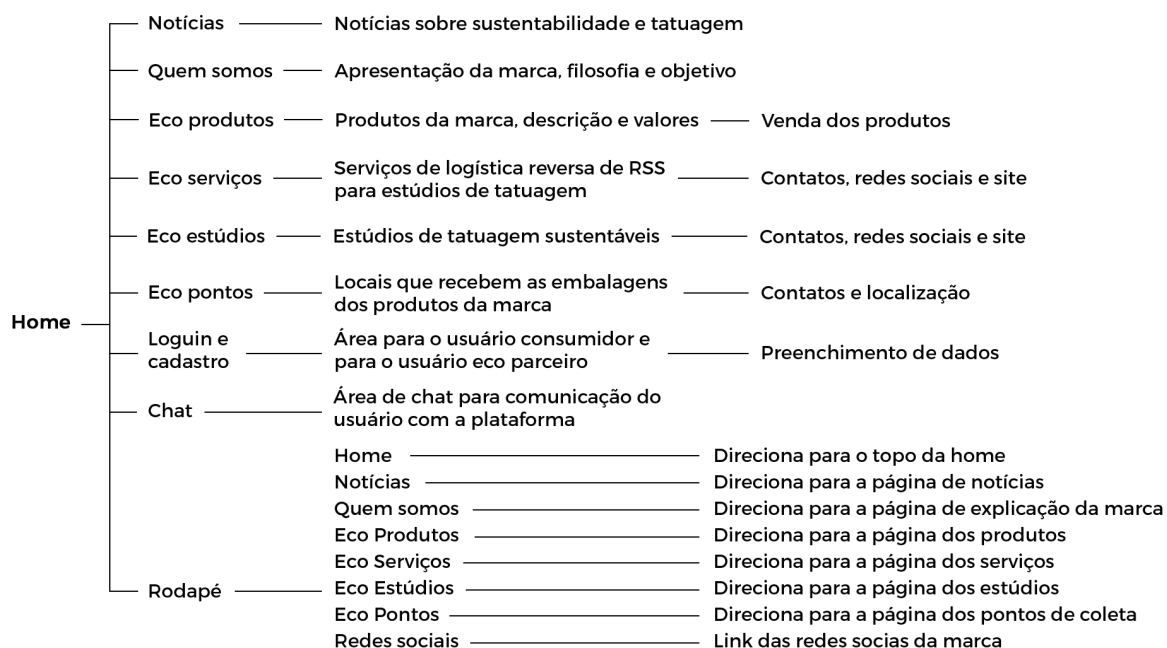 Notícias Notícias sobre sustentabilidade e tatuagem
Quem somos Apresentação da marca, filosofia e objetivo
Eco produtos Produtos da marca, descrição e valores Venda dos produtos
Eco serviços Serviços de logística reversa de RSS
para estúdios de tatuagem Contatos, redes sociais e site
Eco estúdios Estúdios de tatuagem sustentáveis Contatos, redes sociais e site
Eco pontos Locais que recebem as embalagens
dos produtos da marca Contatos e localização
Home
Loguin e
cadastro
Área para o usuário consumidor e
para o usuário eco parceiro
Preenchimento de dados
Chat
Área de chat para comunicação do
usuário com a plataforma
Rodapé
Home Direciona para o topo da home
Notícias Direciona para a página de notícias
Quem somos Direciona para a página de explicação da marca
Eco Produtos Direciona para a página dos produtos
Eco Serviços Direciona para a página dos serviços
Eco Estúdios Direciona para a página dos estúdios
Eco Pontos Direciona para a página dos pontos de coleta
Redes sociais Link das redes socias da marca